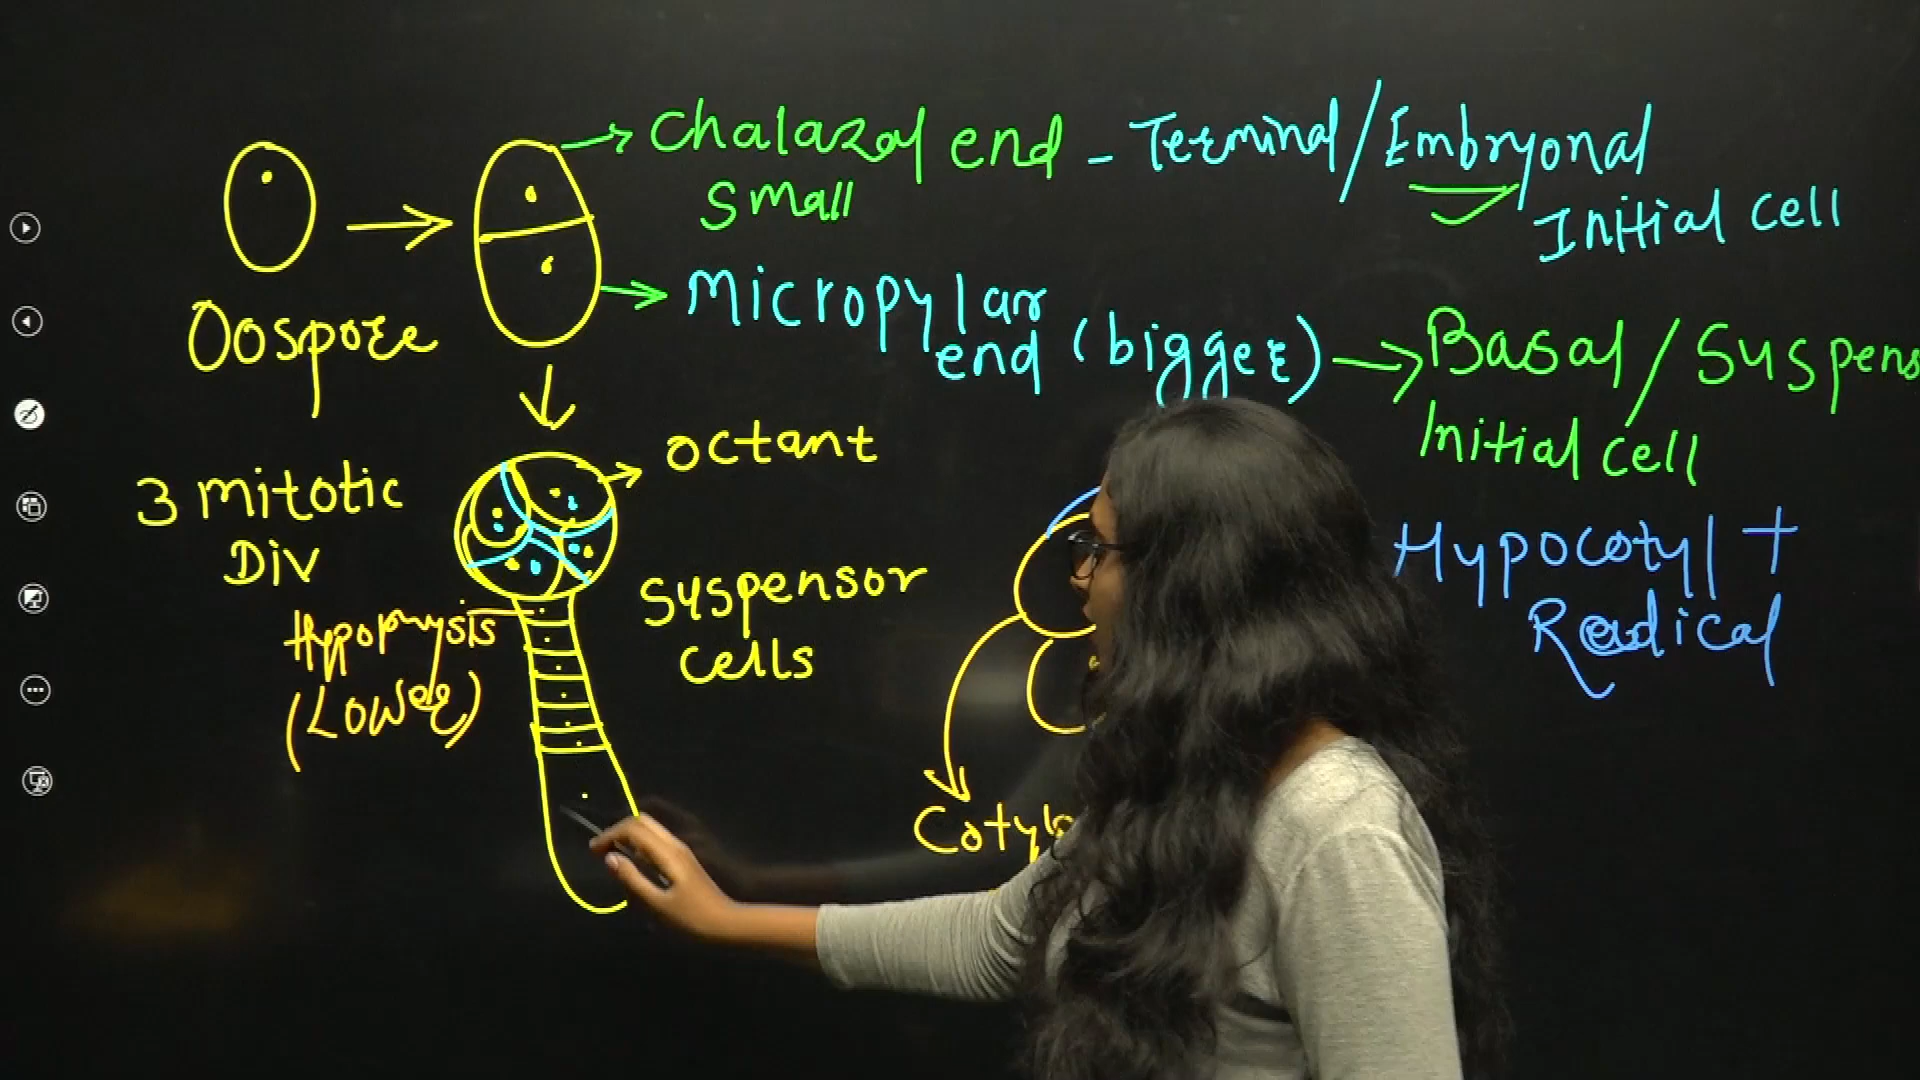 Chalazal end - Terminal/Embryonal
Small
Initial cell
Oospore
Micropylar
end (bigger)
Basal/Suspens
Initial cell
3 mitotic
Div
octant
Suspensor
cells
Hypophysis
(Lower)
Hypocotyl +
Radical
Cotyle